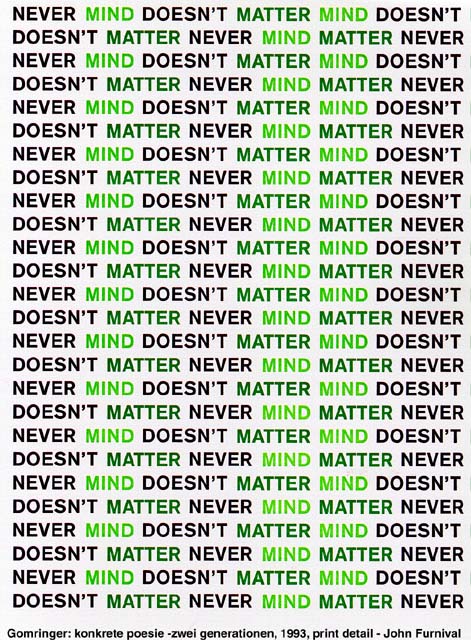 NEVER MIND DOESN'T MATTER MIND DOESN'T
DOESN'T MATTER NEVER MIND MATTER NEVER
NEVER MIND DOESN'T MATTER MIND DOESN'T
DOESN'T MATTER NEVER MIND MATTER NEVER
NEVER MIND DOESN'T MATTER MIND DOESN'T
DOESN'T MATTER NEVER MIND MATTER NEVER
NEVER MIND DOESN'T MATTER MIND DOESN'T
DOESN'T MATTER NEVER MIND MATTER NEVER
NEVER MIND DOESN'T MATTER MIND DOESN'T
DOESN'T MATTER NEVER MIND MATTER NEVER
NEVER MIND DOESN'T MATTER MIND DOESN'T
DOESN'T MATTER NEVER MIND MATTER NEVER
NEVER MIND DOESN'T MATTER MIND DOESN'T
DOESN'T MATTER NEVER MIND MATTER NEVER
NEVER MIND DOESN'T MATTER MIND DOESN'T
DOESN'T MATTER NEVER MIND MATTER NEVER
NEVER MIND DOESN'T MATTER MIND DOESN'T
DOESN'T MATTER NEVER MIND MATTER NEVER
NEVER MIND DOESN'T MATTER MIND DOESN'T
DOESN'T MATTER NEVER MIND MATTER NEVER
NEVER MIND DOESN'T MATTER MIND DOESN'T
DOESN'T MATTER NEVER MIND MATTER NEVER
NEVER MIND DOESN'T MATTER MIND DOESN'T
DOESN'T MATTER NEVER MIND MATTER NEVER
NEVER MIND DOESN'T MATTER MIND DOESN'T
DOESN'T MATTER NEVER MIND MATTER NEVER
Gomringer: konkrete poesie -zwei generationen, 1993, print detail - John Furnival